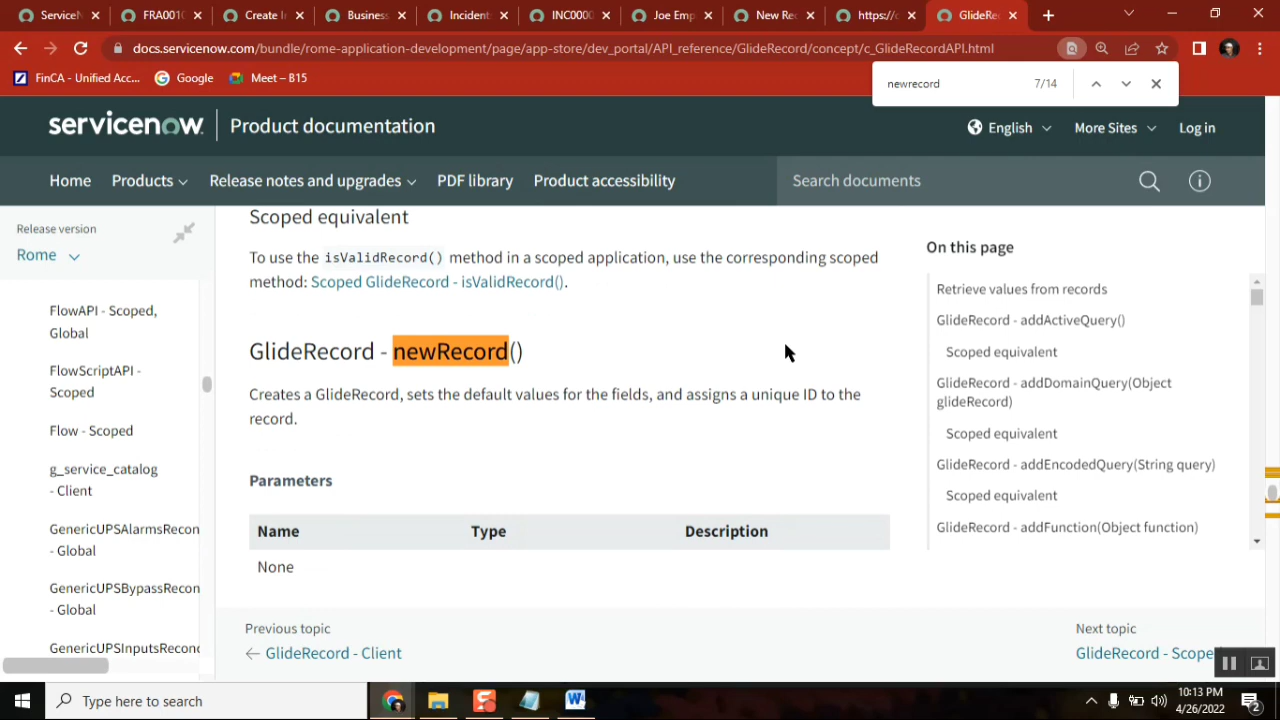 ServiceN
FRA0010
Create I
Business
Incident
INC0000
Joe Emp
New Rec
https://c
GlideRec
docs.servicenow.com/bundle/rome-application-development/page/app-store/dev_portal/API_reference/GlideRecord/concept/c_GlideRecordAPI.html
FinCA - Unified Acc...
Google
Meet – B15
newrecord 7/14
servicenow Product documentation
English
More Sites
Log in
Home
Products
Release notes and upgrades
PDF library
Product accessibility
Search documents
Release version
Rome
FlowAPI - Scoped,
Global
FlowScriptAPI -
Scoped
Flow - Scoped
g_service_catalog
- Client
GenericUPSAlarmsRecon
- Global
GenericUPSBypassRecon
- Global
GenericUPSInputsReconc
Scoped equivalent
To use the isValidRecord() method in a scoped application, use the corresponding scoped
method: Scoped GlideRecord - isValidRecord().
GlideRecord - newRecord()
Creates a GlideRecord, sets the default values for the fields, and assigns a unique ID to the
record.
Parameters
Name Type Description
None
On this page
Retrieve values from records
GlideRecord - addActiveQuery()
Scoped equivalent
GlideRecord - addDomainQuery(Object
glideRecord)
Scoped equivalent
GlideRecord - addEncodedQuery(String query)
Scoped equivalent
GlideRecord - addFunction(Object function)
Previous topic
GlideRecord - Client
Next topic
GlideRecord - Scope
Type here to search
10:13 PM
4/26/2022
2